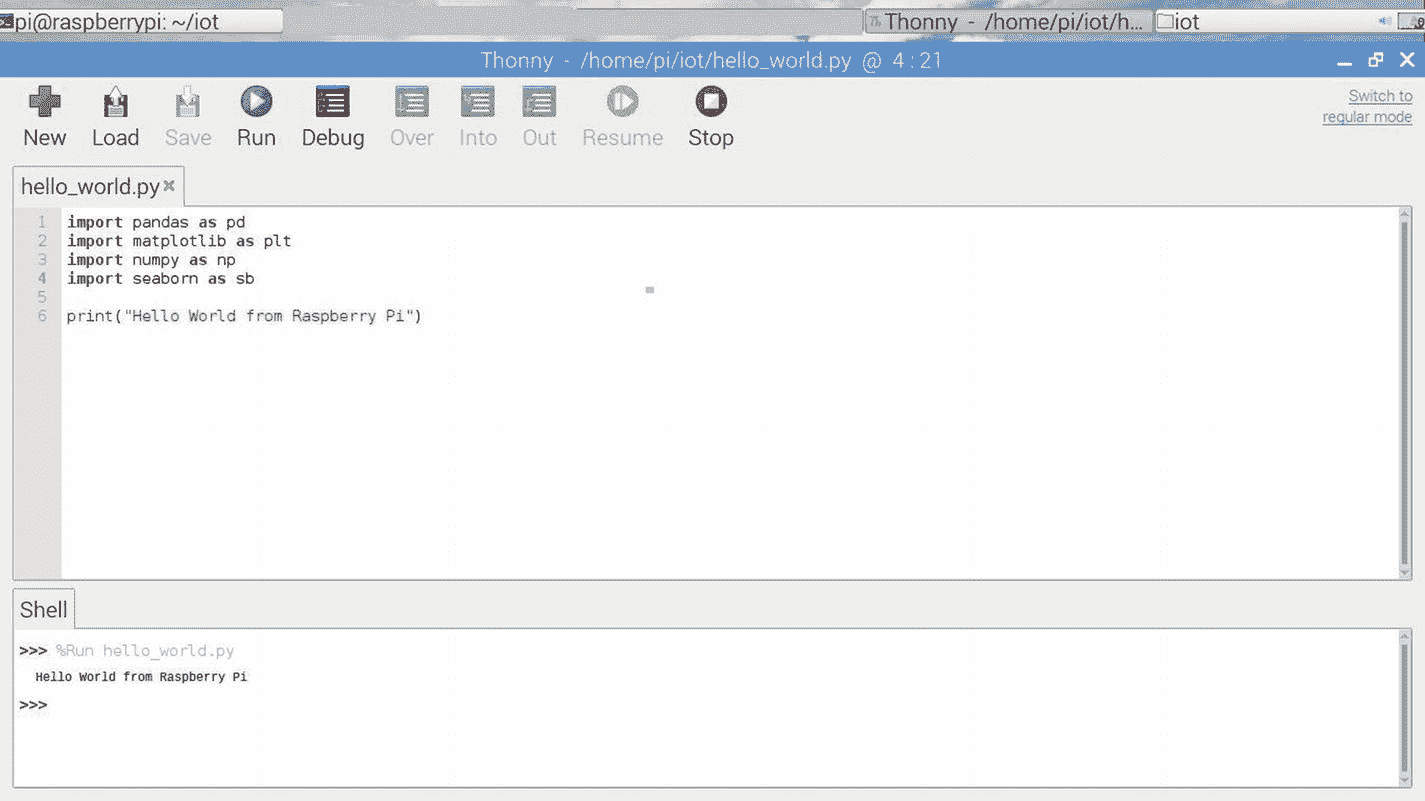 pi@raspberrypi: ~/iot
Thonny - /home/pi/iot/h...
iot
Thonny - /home/pi/iot/hello_world.py @ 4 : 21
New
Load
Save
Run
Debug
Over
Into
Out
Resume
Stop
Switch to
regular mode
hello_world.py
1 import pandas as pd
2 import matplotlib as plt
3 import numpy as np
4 import seaborn as sb
5
6 print("Hello World from Raspberry Pi")
Shell
>>> %Run hello_world.py
Hello World from Raspberry Pi
>>>